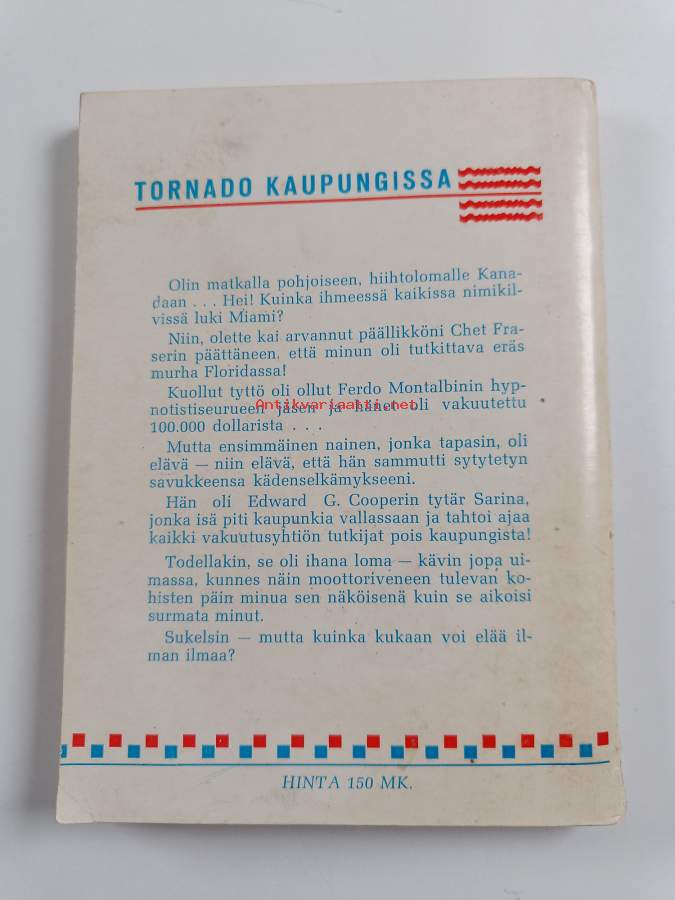 TORNADO KAUPUNGISSA
Olin matkalla pohjoiseen, hiihtolomalle Kana-
daan . . . Hei! Kuinka ihmeessä kaikissa nimikil-
vissä luki Miami?
Niin, olette kai arvannut päällikköni Chet Fra-
serin päättäneen, että minun oli tutkittava eräs
murha Floridassa!
Kuollut tyttö oli ollut Ferdo Montalbinin hyp-
notistiseurueen jäsen ja hänet oli vakuutettu
Antikvariaatti.net
100.000 dollarista . . .
Mutta ensimmäinen nainen, jonka tapasin, oli
elävä — niin elävä, että hän sammutti sytytetyn
savukkeensa kädenselkämykseeni.
Hän oli Edward G. Cooperin tytär Sarina,
jonka isä piti kaupunkia vallassaan ja tahtoi ajaa
kaikki vakuutusyhtiön tutkijat pois kaupungista!
Todellakin, se oli ihana loma — kävin jopa ui-
massa, kunnes näin moottoriveneen tulevan ko-
histen päin minua sen näköisenä kuin se aikoisi
surmata minut.
Sukelsin — mutta kuinka kukaan voi elää il-
man ilmaa?
HINTA 150 MK.